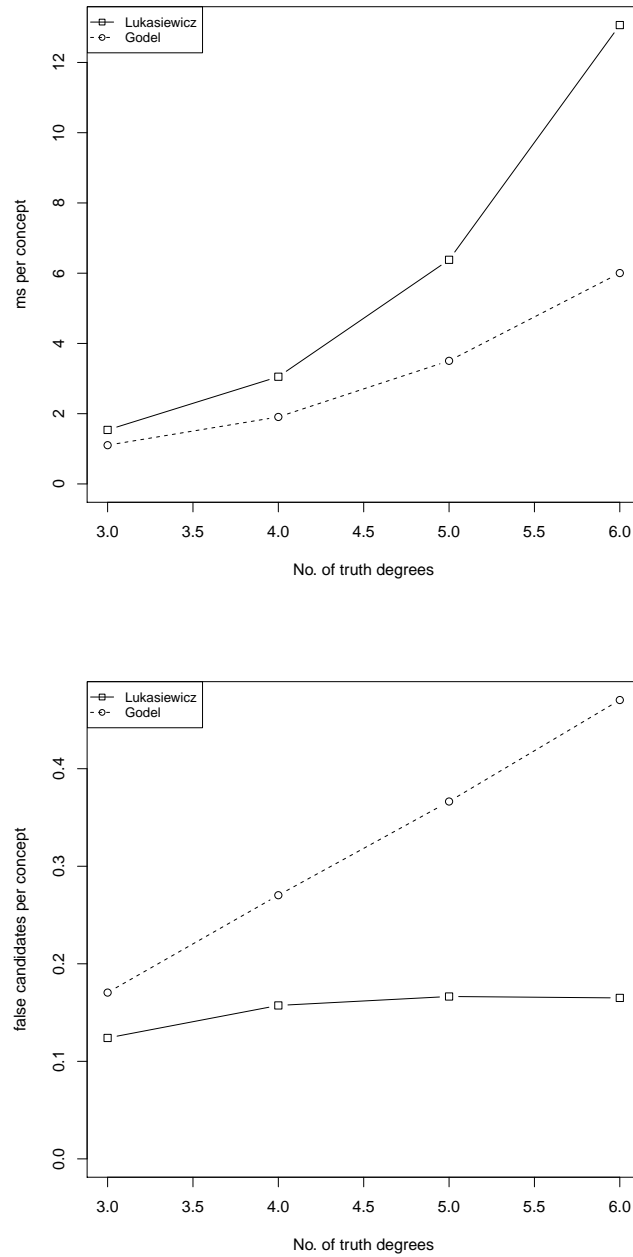 Lukasiewicz
Godel
12
10
8
6
4
2
0
ms per concept
3.0 3.5 4.0 4.5 5.0 5.5 6.0
No. of truth degrees
Lukasiewicz
Godel
0.4
0.3
0.2
0.1
0.0
false candidates per concept
3.0 3.5 4.0 4.5 5.0 5.5 6.0
No. of truth degrees